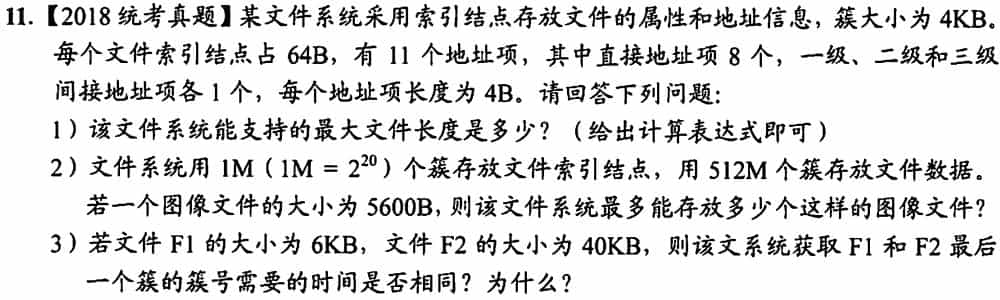 11.【2018 统考真题】某文件系统采用索引结点存放文件的属性和地址信息，簇大小为 4KB。
每个文件索引结点占 64B，有 11 个地址项，其中直接地址项 8 个，一级、二级和三级
间接地址项各 1 个，每个地址项长度为 4B。请回答下列问题：
1）该文件系统能支持的最大文件长度是多少？（给出计算表达式即可）
2）文件系统用 1M（1M = 2²⁰）个簇存放文件索引结点，用 512M 个簇存放文件数据。
若一个图像文件的大小为 5600B，则该文件系统最多能存放多少个这样的图像文件？
3）若文件 F1 的大小为 6KB，文件 F2 的大小为 40KB，则该文系统获取 F1 和 F2 最后
一个簇的簇号需要的时间是否相同？为什么？